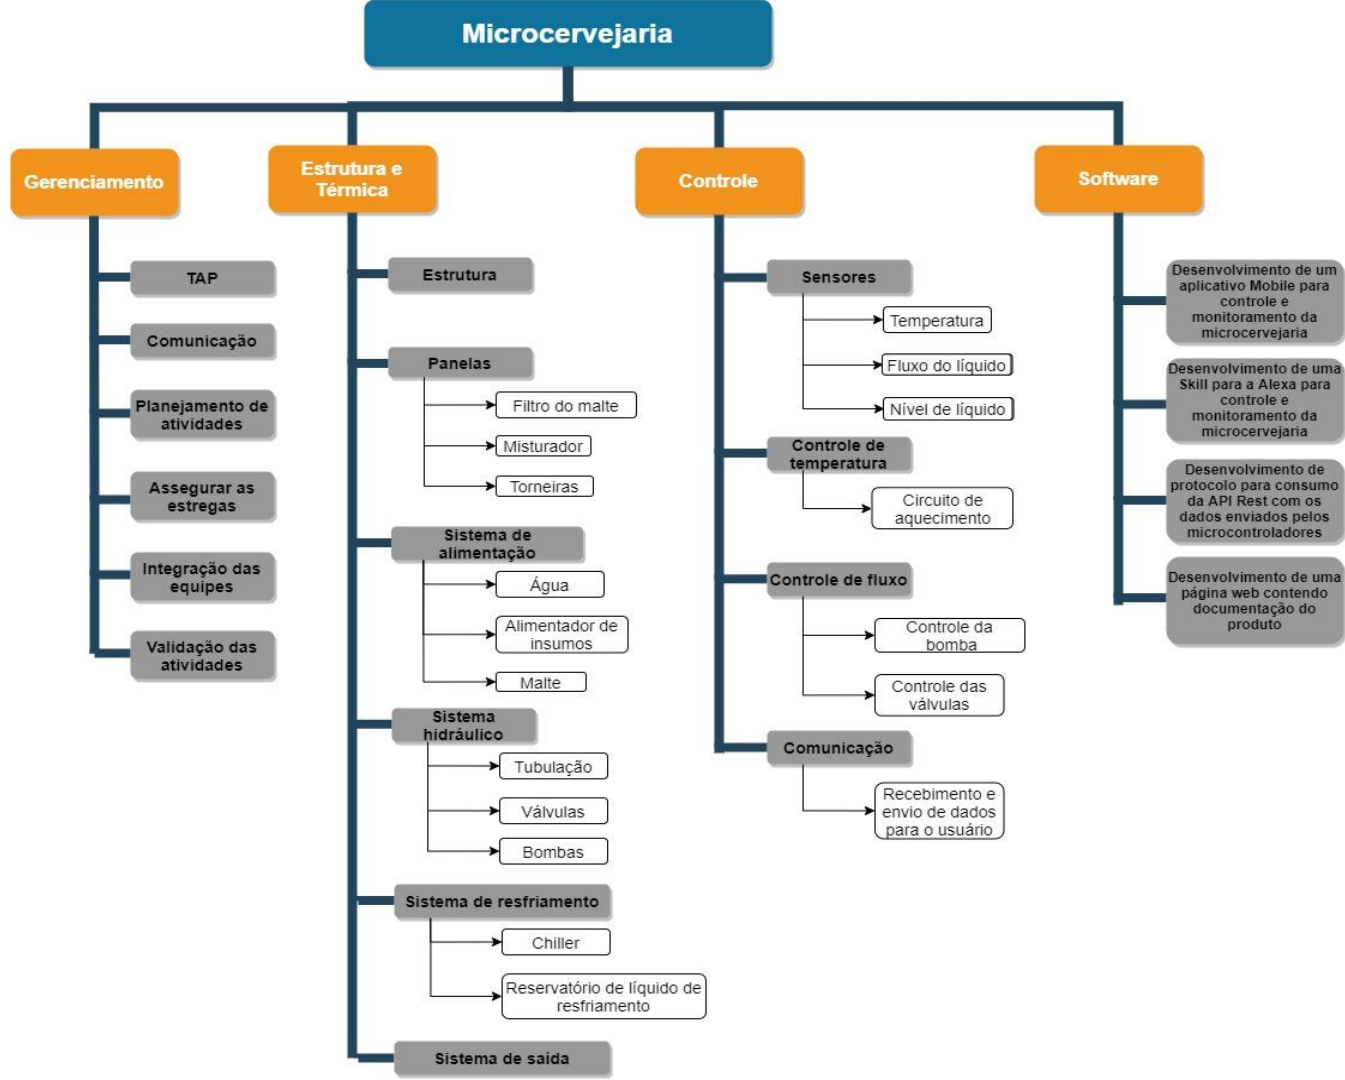 Microcervejaria
Gerenciamento
TAP
Comunicação
Planejamento de
atividades
Assegurar as
estregas
Integração das
equipes
Validação das
atividades
Estrutura e
Térmica
Estrutura
Panelas
Filtro do malte
Misturador
Torneiras
Sistema de
alimentação
Água
Alimentador de
insumos
Malte
Sistema
hidráulico
Tubulação
Válvulas
Bombas
Sistema de resfriamento
Chiller
Reservatório de líquido de
resfriamento
Sistema de saída
Controle
Sensores
Temperatura
Fluxo do líquido
Nível de líquido
Controle de
temperatura
Circuito de
aquecimento
Controle de fluxo
Controle da
bomba
Controle das
válvulas
Comunicação
Recebimento e
envio de dados
para o usuário
Software
Desenvolvimento de um
aplicativo Mobile para
controle e
monitoramento da
microcervejaria
Desenvolvimento de uma
Skill para a Alexa para
controle e
monitoramento da
microcervejaria
Desenvolvimento de
protocolo para consumo
da API Rest com os
dados enviados pelos
microcontroladores
Desenvolvimento de uma
página web contendo
documentação do
produto